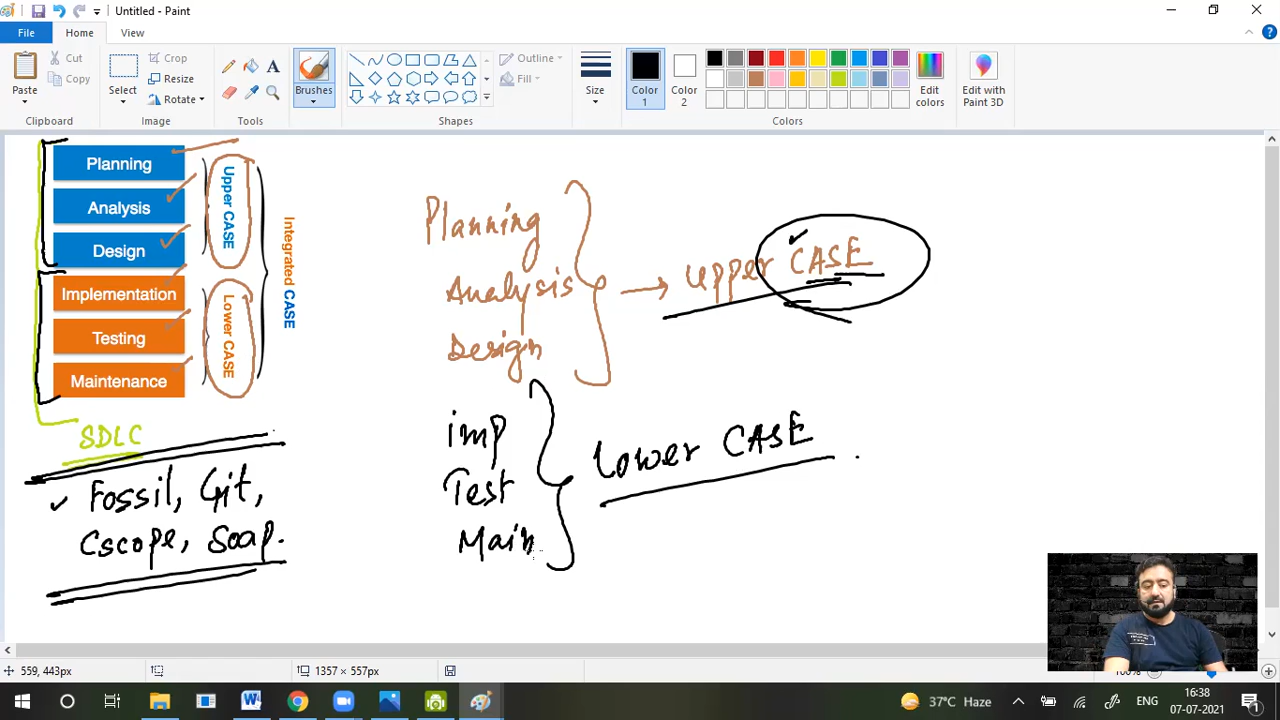 Untitled - Paint
File
Home
View
Paste
Cut
Copy
Clipboard
Select
Crop
Resize
Rotate
Image
Tools
Brushes
Shapes
Outline
Fill
Size
Color 1
Color 2
Colors
Edit colors
Edit with Paint 3D
Planning
Analysis
Design
Implementation
Testing
Maintenance
Upper CASE
Lower CASE
Integrated CASE
SDLC
Fossil, Git,
Cscope, Soap.
Planning
Analysis
Design
Upper CASE
imp
Test
Main
Lower CASE
559, 443px
1357 × 557px
100%
37°C Haze
ENG
16:38
07-07-2021
1